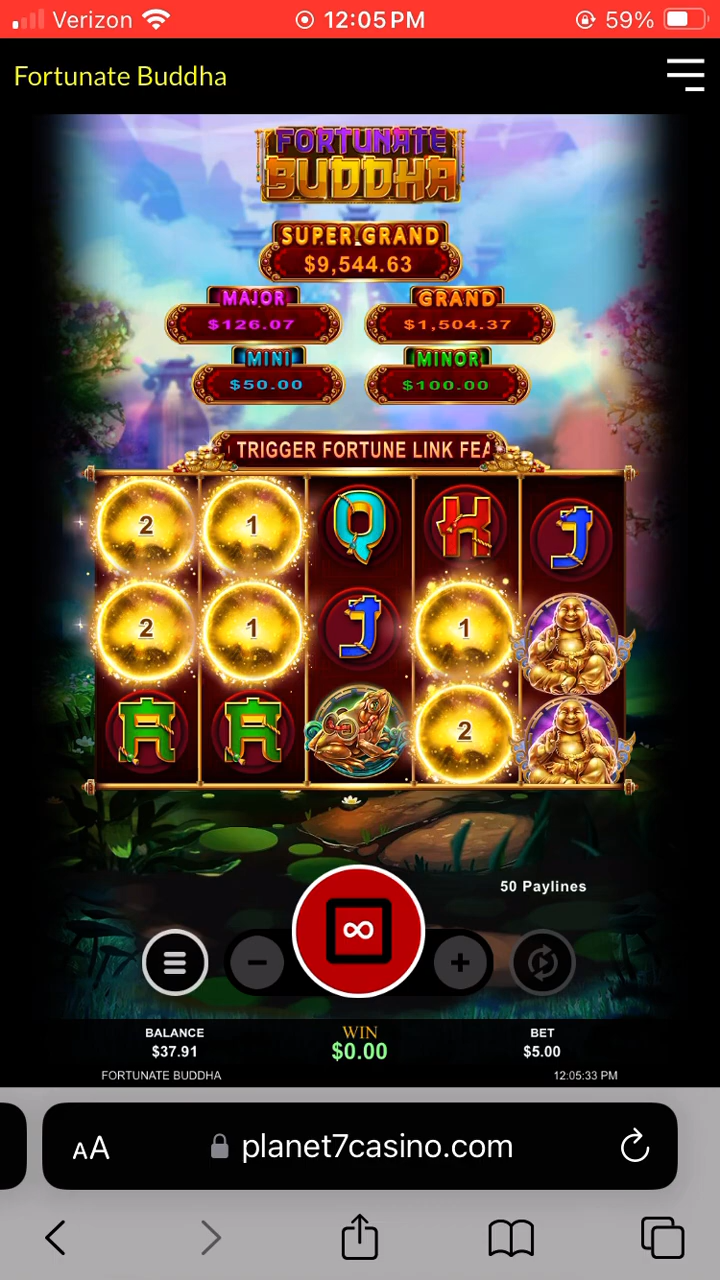 Verizon 12:05PM 59%
Fortunate Buddha
FORTUNATE
BUDDHA
SUPER GRAND
$9,544.63
MAJOR GRAND
$126.07 $1,504.37
MINI MINOR
$50.00 $100.00
TRIGGER FORTUNE LINK FEA
2 1 Q K J
2 1 J 1
A A 2
50 Paylines
BALANCE WIN BET
$37.91 $0.00 $5.00
FORTUNATE BUDDHA 12:05:33 PM
AA planet7casino.com